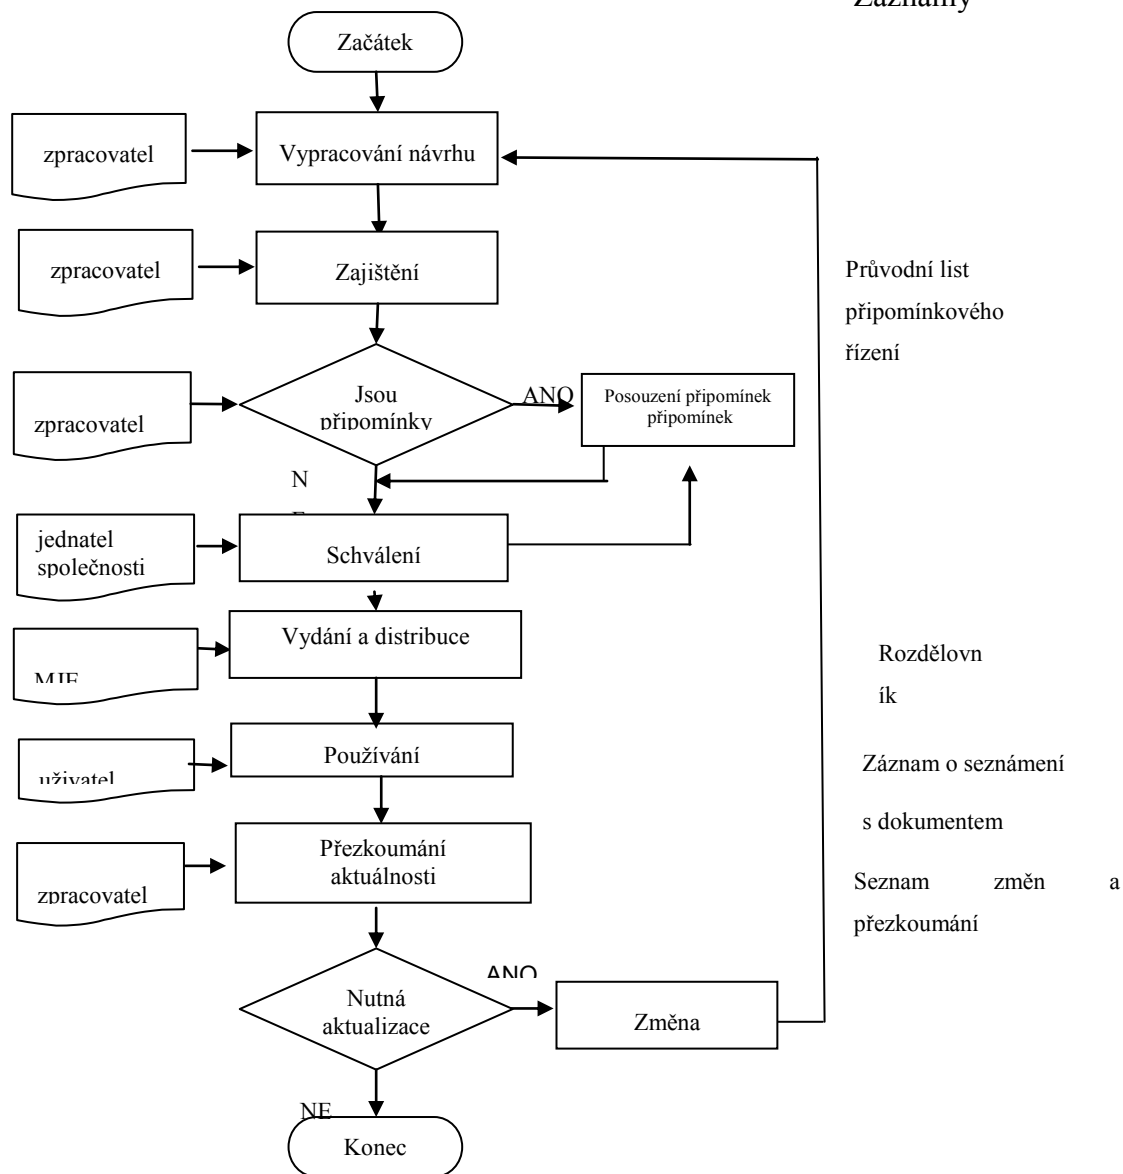 Záznamy
Začátek
zpracovatel
Vypracování návrhu
zpracovatel
Zajištění
Průvodní list
připomínkového
řízení
zpracovatel
Jsou
připomínky
ANO
Posouzení připomínek
připomínek
N
jednatel
společnosti
Schválení
Vydání a distribuce
Rozdělovn
ík
Používání
uživatel
Záznam o seznámení
s dokumentem
zpracovatel
Přezkoumání
aktuálnosti
Seznam změn a
přezkoumání
Nutná
aktualizace
ANO
Změna
NE
Konec